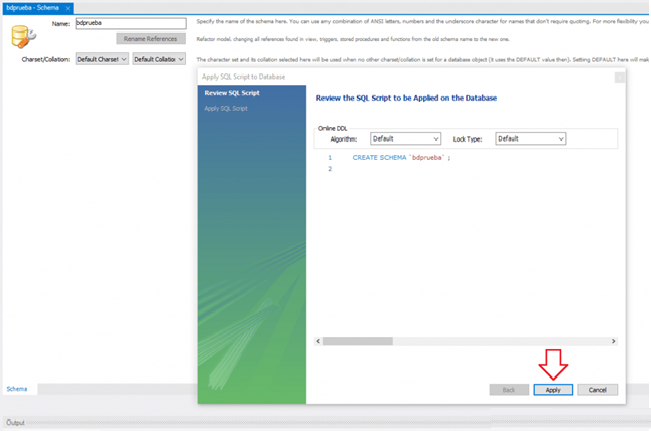 bdprueba - Schema ×
Name: bdprueba
Specify the name of the schema here. You can use any combination of ANSI letters, numbers and the underscore character for names that don't require quoting. For more flexibility you
Rename References
Refactor model, changing all references found in view, triggers, stored procedures and functions from the old schema name to the new one.
Charset/Collation: Default Charset Default Collation
The character set and its collation selected here will be used when no other charset/collation is set for a database object (it uses the DEFAULT value then). Setting DEFAULT here will mak
Apply SQL Script to Database
Review SQL Script
Apply SQL Script
Review the SQL Script to be Applied on the Database
Online DDL
Algorithm: Default Lock Type: Default
1 CREATE SCHEMA `bdprueba` ;
2
Back Apply Cancel
Schema
Output